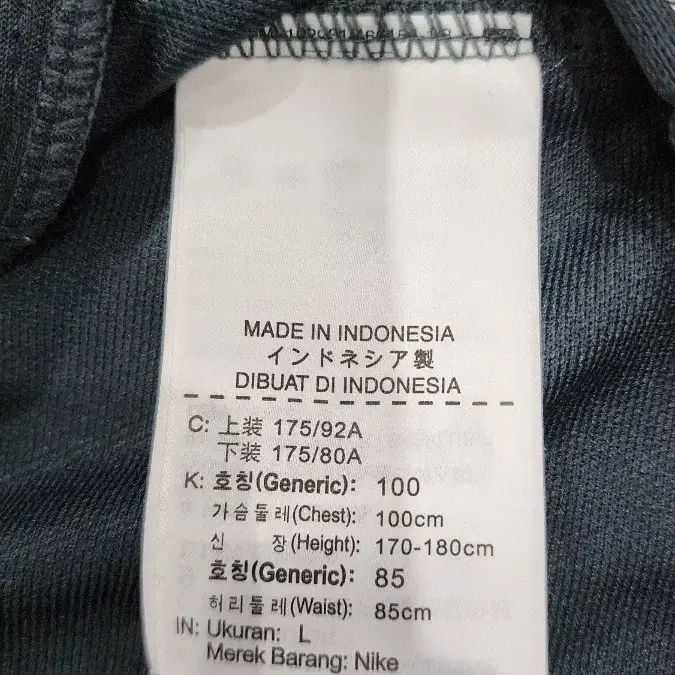 MADE IN INDONESIA
インドネシア製
DIBUAT DI INDONESIA
C: 上装 175/92A
下装 175/80A
K: 호칭(Generic): 100
가슴둘레(Chest): 100cm
신 장(Height): 170-180cm
호칭(Generic): 85
허리둘레(Waist): 85cm
IN: Ukuran: L
Merek Barang: Nike